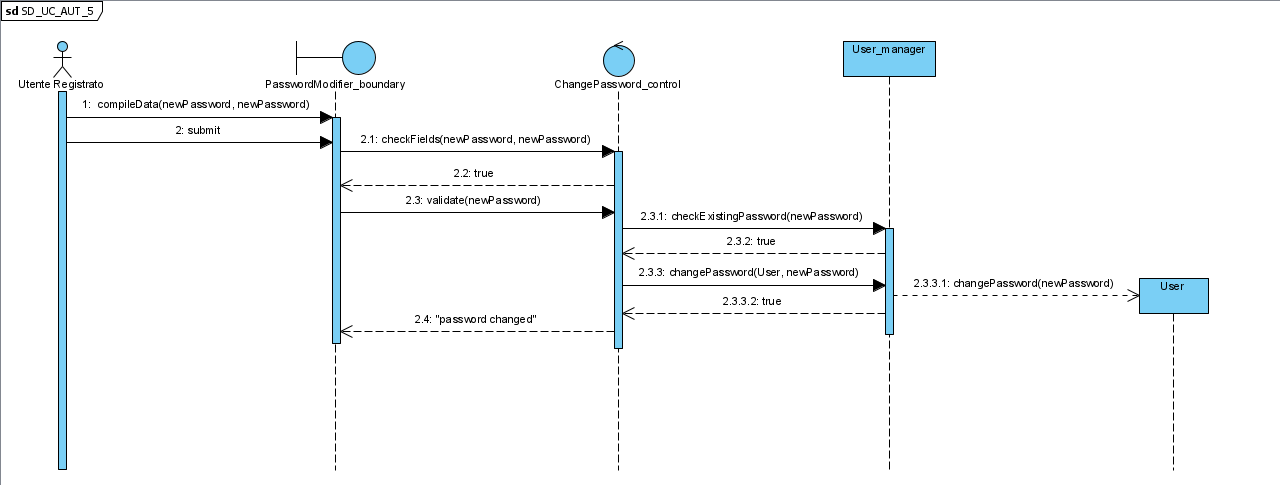 sd SD_UC_AUT_5
Utente Registrato
PasswordModifier_boundary
ChangePassword_control
User_manager
1: compileData(newPassword, newPassword)
2: submit
2.1: checkFields(newPassword, newPassword)
2.2: true
2.3: validate(newPassword)
2.3.1: checkExistingPassword(newPassword)
2.3.2: true
2.3.3: changePassword(User, newPassword)
2.3.3.1: changePassword(newPassword)
User
2.3.3.2: true
2.4: "password changed"